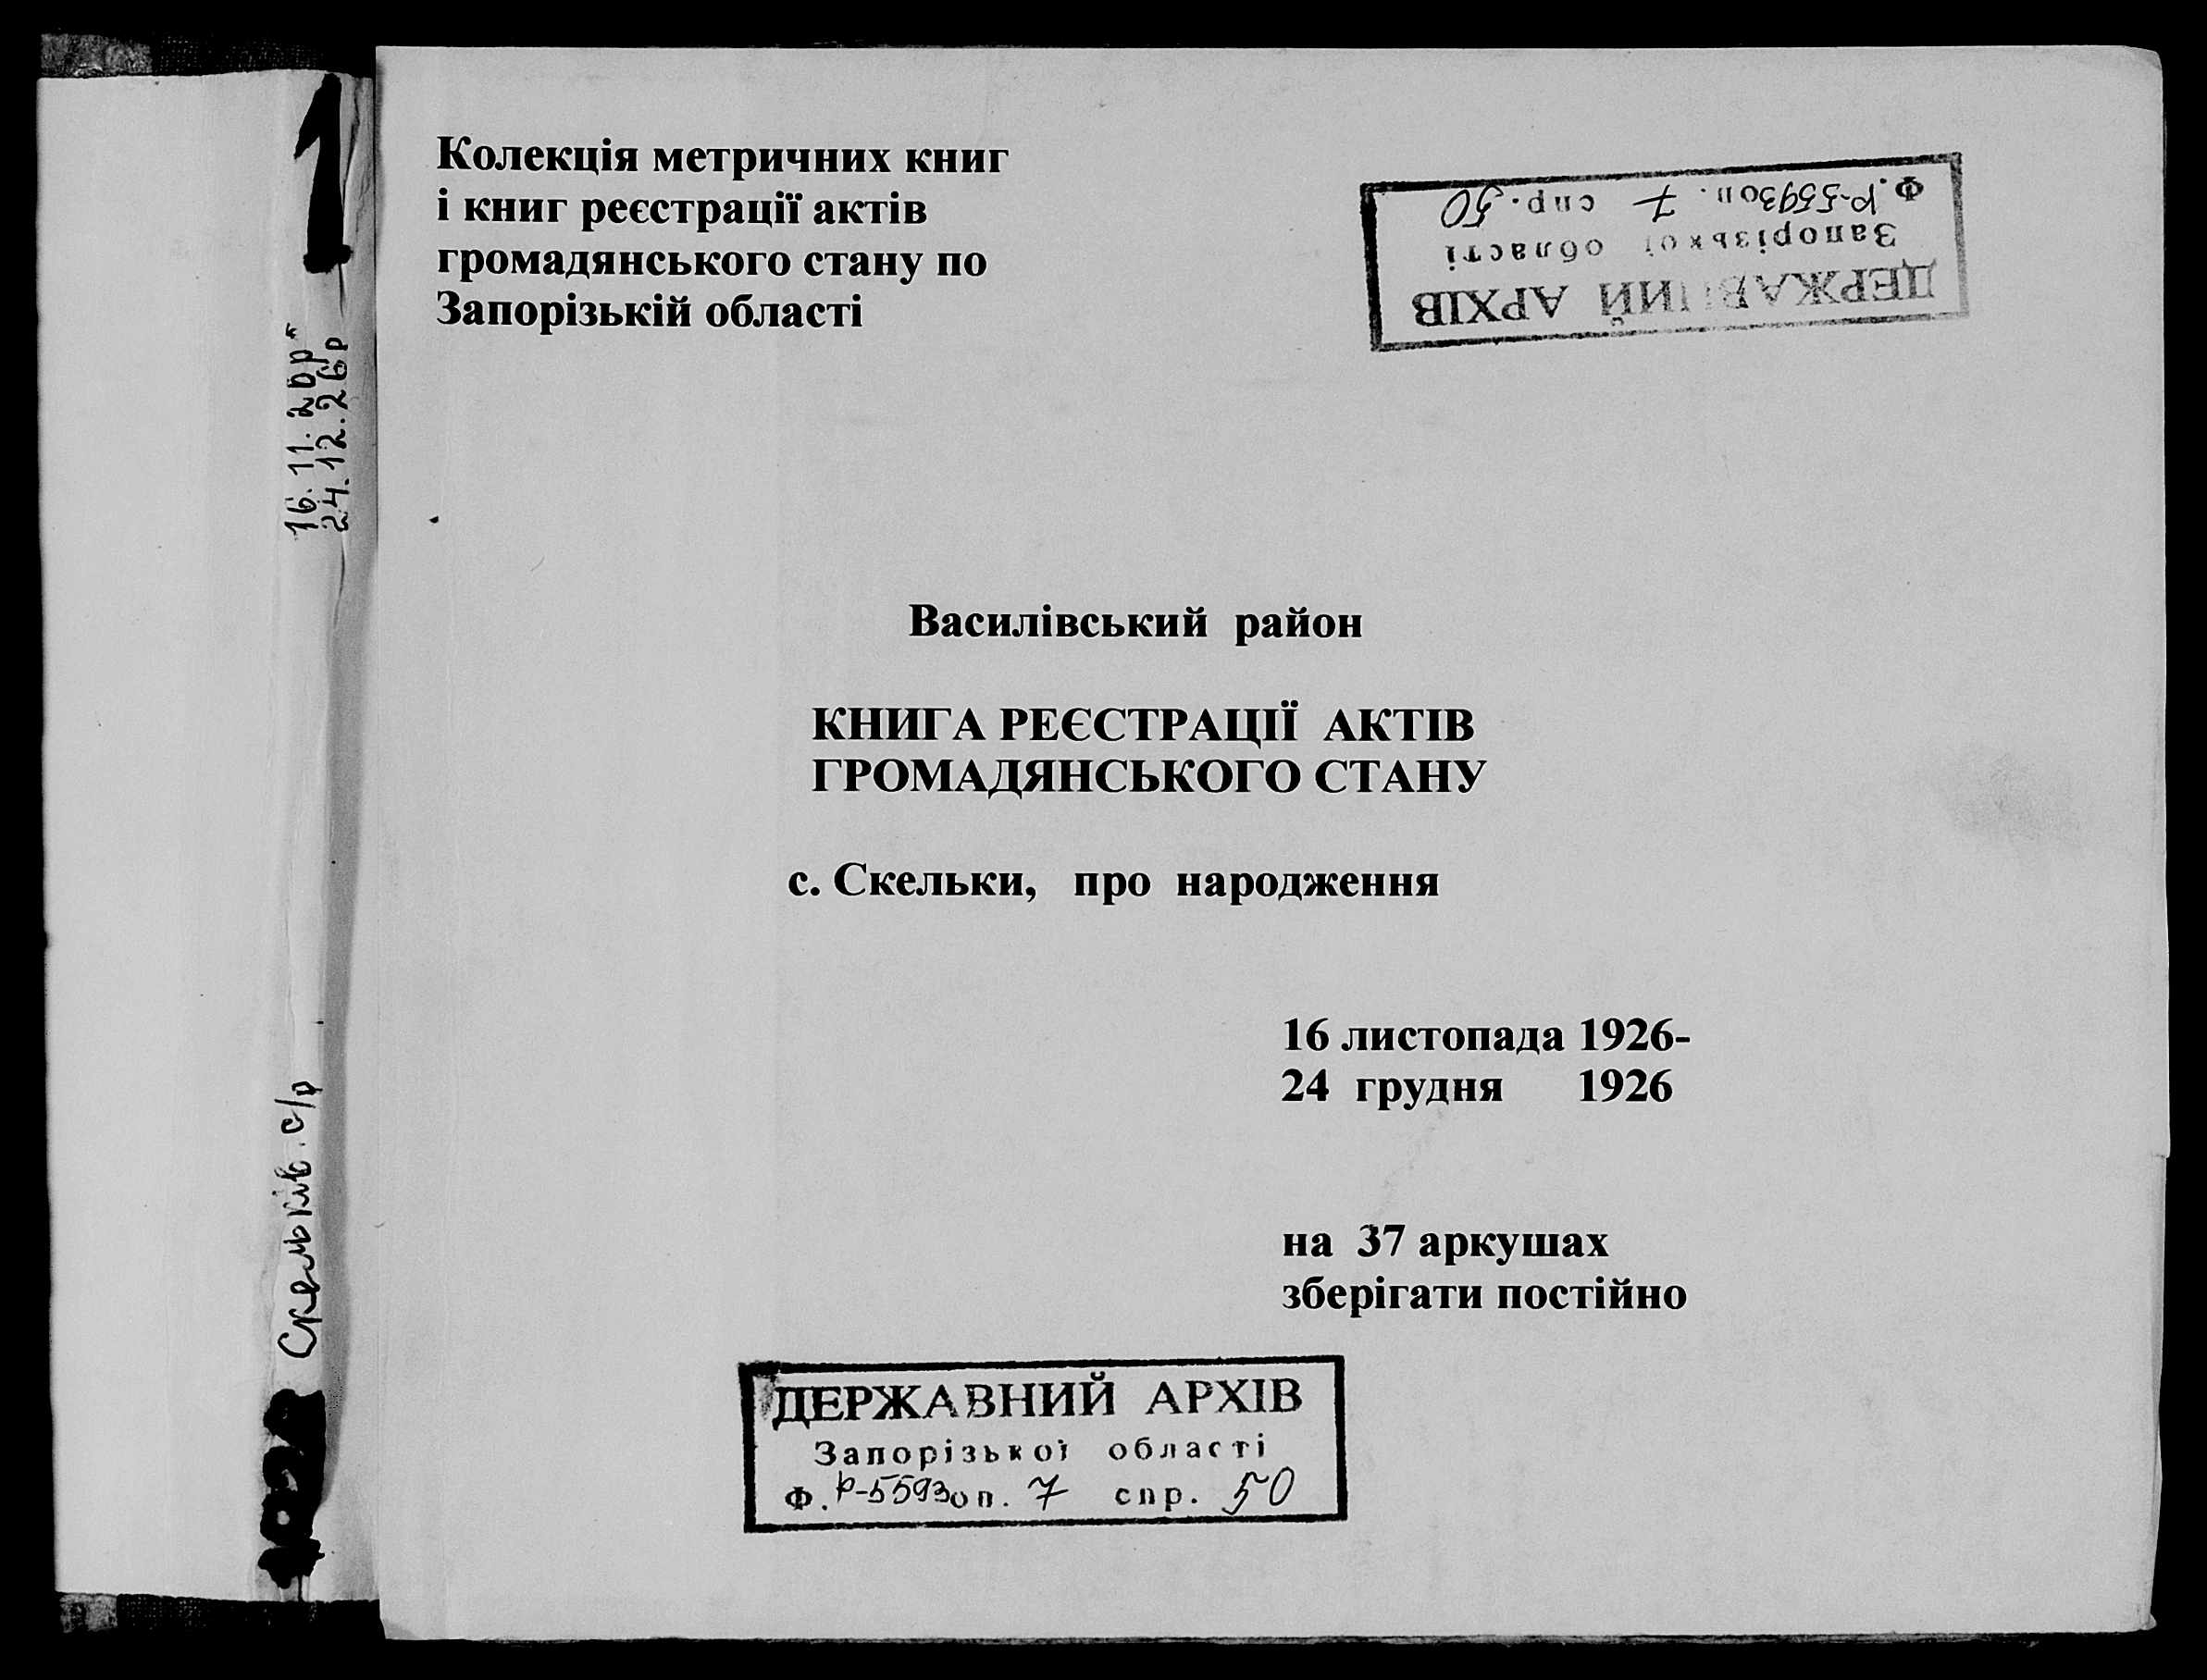 Колекція метричних книг
і книг реєстрації актів
громадянського стану по
Запорізькій області
ДЕРЖАВНИЙ АРХІВ
Запорізької області
Ф. Р-5593 оп. 7 спр. 50
Василівський район
КНИГА РЕЄСТРАЦІЇ АКТІВ
ГРОМАДЯНСЬКОГО СТАНУ
с. Скельки, про народження
16 листопада 1926-
24 грудня 1926
на 37 аркушах
зберігати постійно
ДЕРЖАВНИЙ АРХІВ
Запорізької області
Ф. Р-5593 оп. 7 спр. 50
1
16.11.26р
24.12.26р
Скельків. с/р